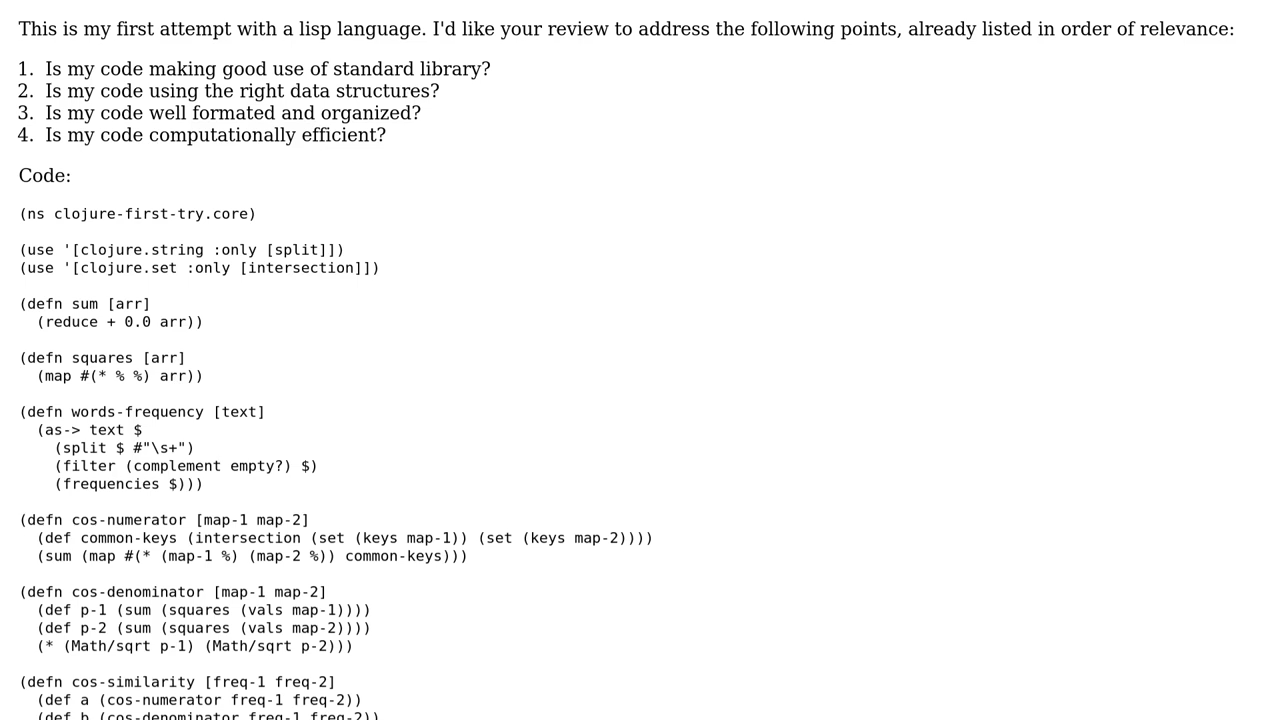 This is my first attempt with a lisp language. I'd like your review to address the following points, already listed in order of relevance:
1. Is my code making good use of standard library?
2. Is my code using the right data structures?
3. Is my code well formated and organized?
4. Is my code computationally efficient?
Code:
(ns clojure-first-try.core)
(use '[clojure.string :only [split]])
(use '[clojure.set :only [intersection]])
(defn sum [arr]
  (reduce + 0.0 arr))
(defn squares [arr]
  (map #(* % %) arr))
(defn words-frequency [text]
  (as-> text $
    (split $ #"\s+")
    (filter (complement empty?) $)
    (frequencies $)))
(defn cos-numerator [map-1 map-2]
  (def common-keys (intersection (set (keys map-1)) (set (keys map-2))))
  (sum (map #(* (map-1 %) (map-2 %)) common-keys)))
(defn cos-denominator [map-1 map-2]
  (def p-1 (sum (squares (vals map-1))))
  (def p-2 (sum (squares (vals map-2))))
  (* (Math/sqrt p-1) (Math/sqrt p-2)))
(defn cos-similarity [freq-1 freq-2]
  (def a (cos-numerator freq-1 freq-2))
  (def b (cos-denominator freq-1 freq-2))